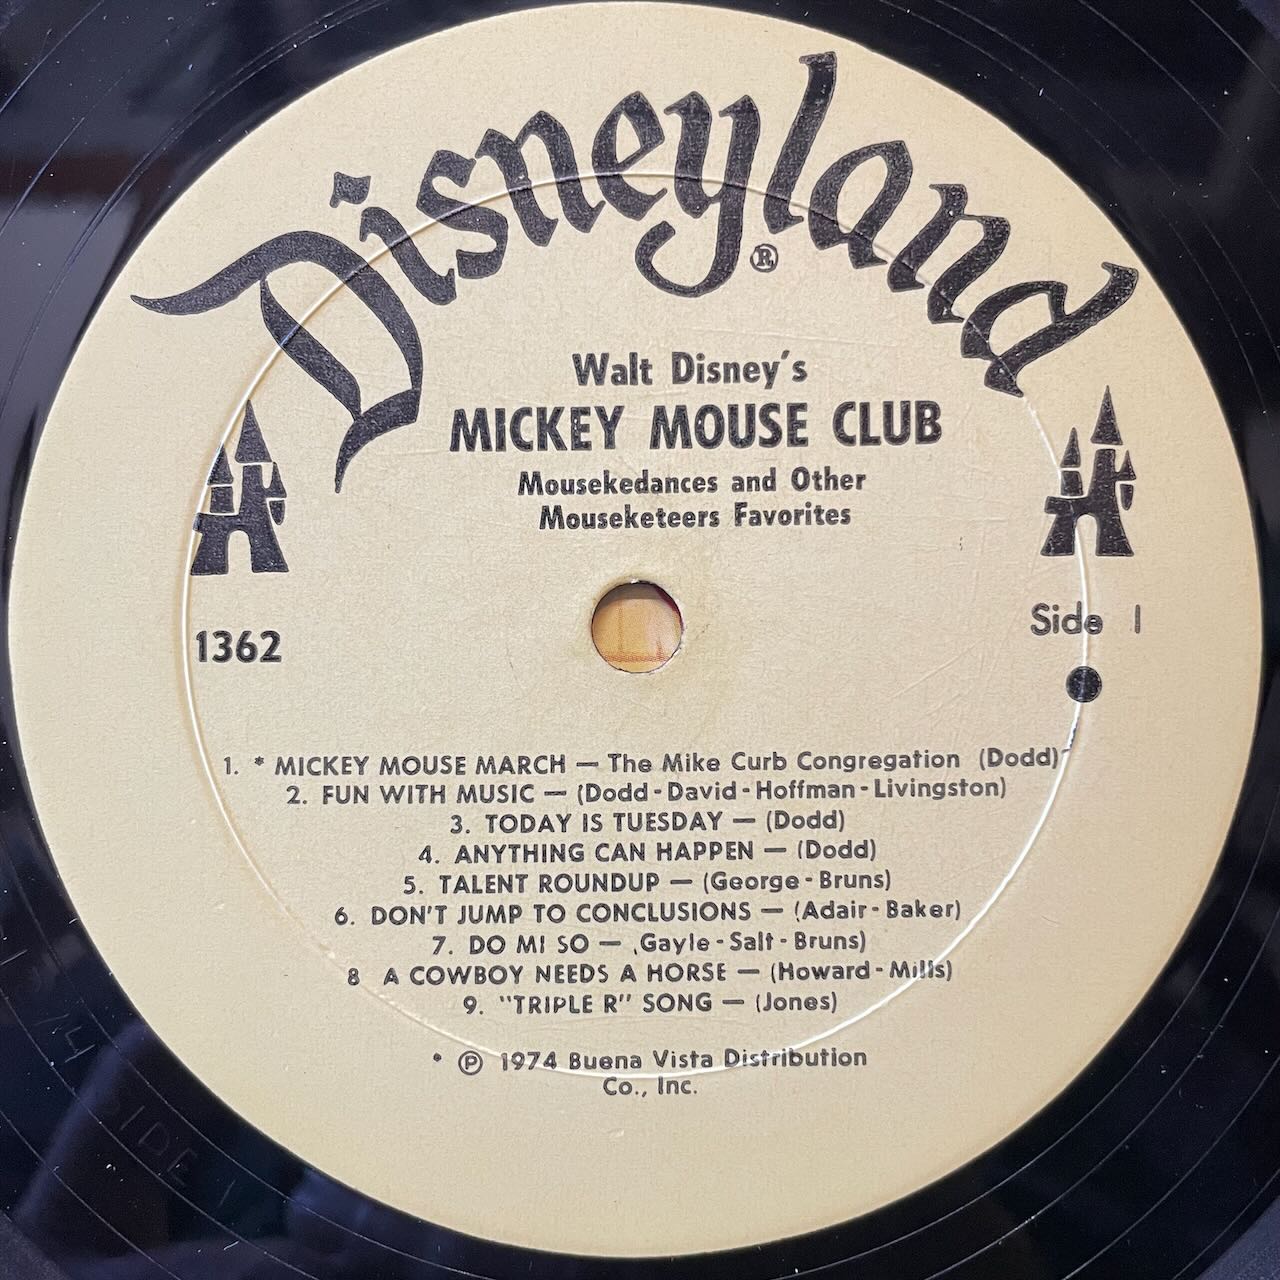 Disneyland®
Walt Disney's
MICKEY MOUSE CLUB
Mousekedances and Other
Mouseketeers Favorites
1362
Side 1
1. * MICKEY MOUSE MARCH — The Mike Curb Congregation (Dodd)
2. FUN WITH MUSIC — (Dodd - David - Hoffman - Livingston)
3. TODAY IS TUESDAY — (Dodd)
4. ANYTHING CAN HAPPEN — (Dodd)
5. TALENT ROUNDUP — (George - Bruns)
6. DON'T JUMP TO CONCLUSIONS — (Adair - Baker)
7. DO MI SO — (Gayle - Salt - Bruns)
8 A COWBOY NEEDS A HORSE — (Howard - Mills)
9. "TRIPLE R" SONG — (Jones)
* ℗ 1974 Buena Vista Distribution
Co., Inc.
SIDE 1